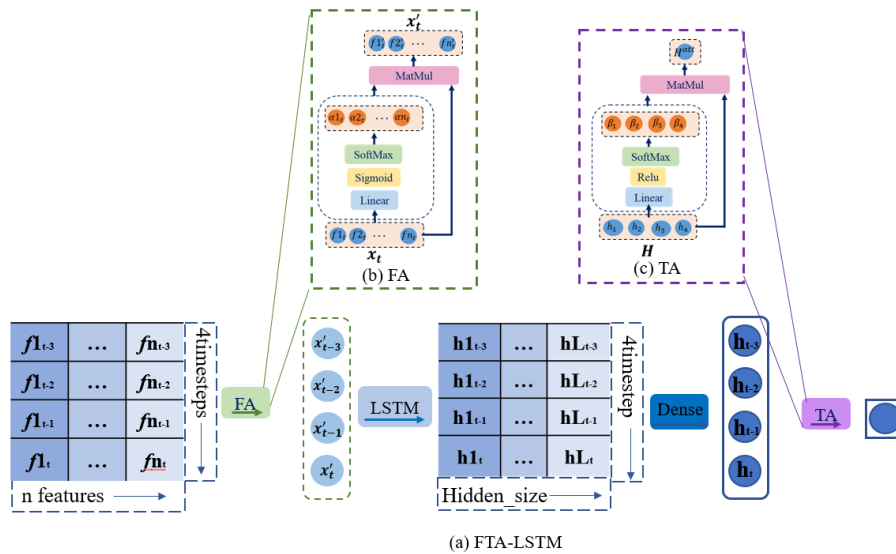 x′ₜ
f1′ₜ f2′ₜ … fn′ₜ
MatMul
α1ₜ α2ₜ … αnₜ
SoftMax
Sigmoid
Linear
f1ₜ f2ₜ … fnₜ
xₜ
(b) FA
H^att
MatMul
β₁ β₂ β₃ β₄
SoftMax
Relu
Linear
h₁ h₂ h₃ h₄
H
(c) TA
f1ₜ₋₃ … fnₜ₋₃
f1ₜ₋₂ … fnₜ₋₂
f1ₜ₋₁ … fnₜ₋₁
f1ₜ … fnₜ
4timesteps
n features
FA
x′ₜ₋₃
x′ₜ₋₂
x′ₜ₋₁
x′ₜ
LSTM
h1ₜ₋₃ … hLₜ₋₃
h1ₜ₋₂ … hLₜ₋₂
h1ₜ₋₁ … hLₜ₋₁
h1ₜ … hLₜ
4timestep
Hidden_size
Dense
hₜ₋₃
hₜ₋₂
hₜ₋₁
hₜ
TA
(a) FTA-LSTM